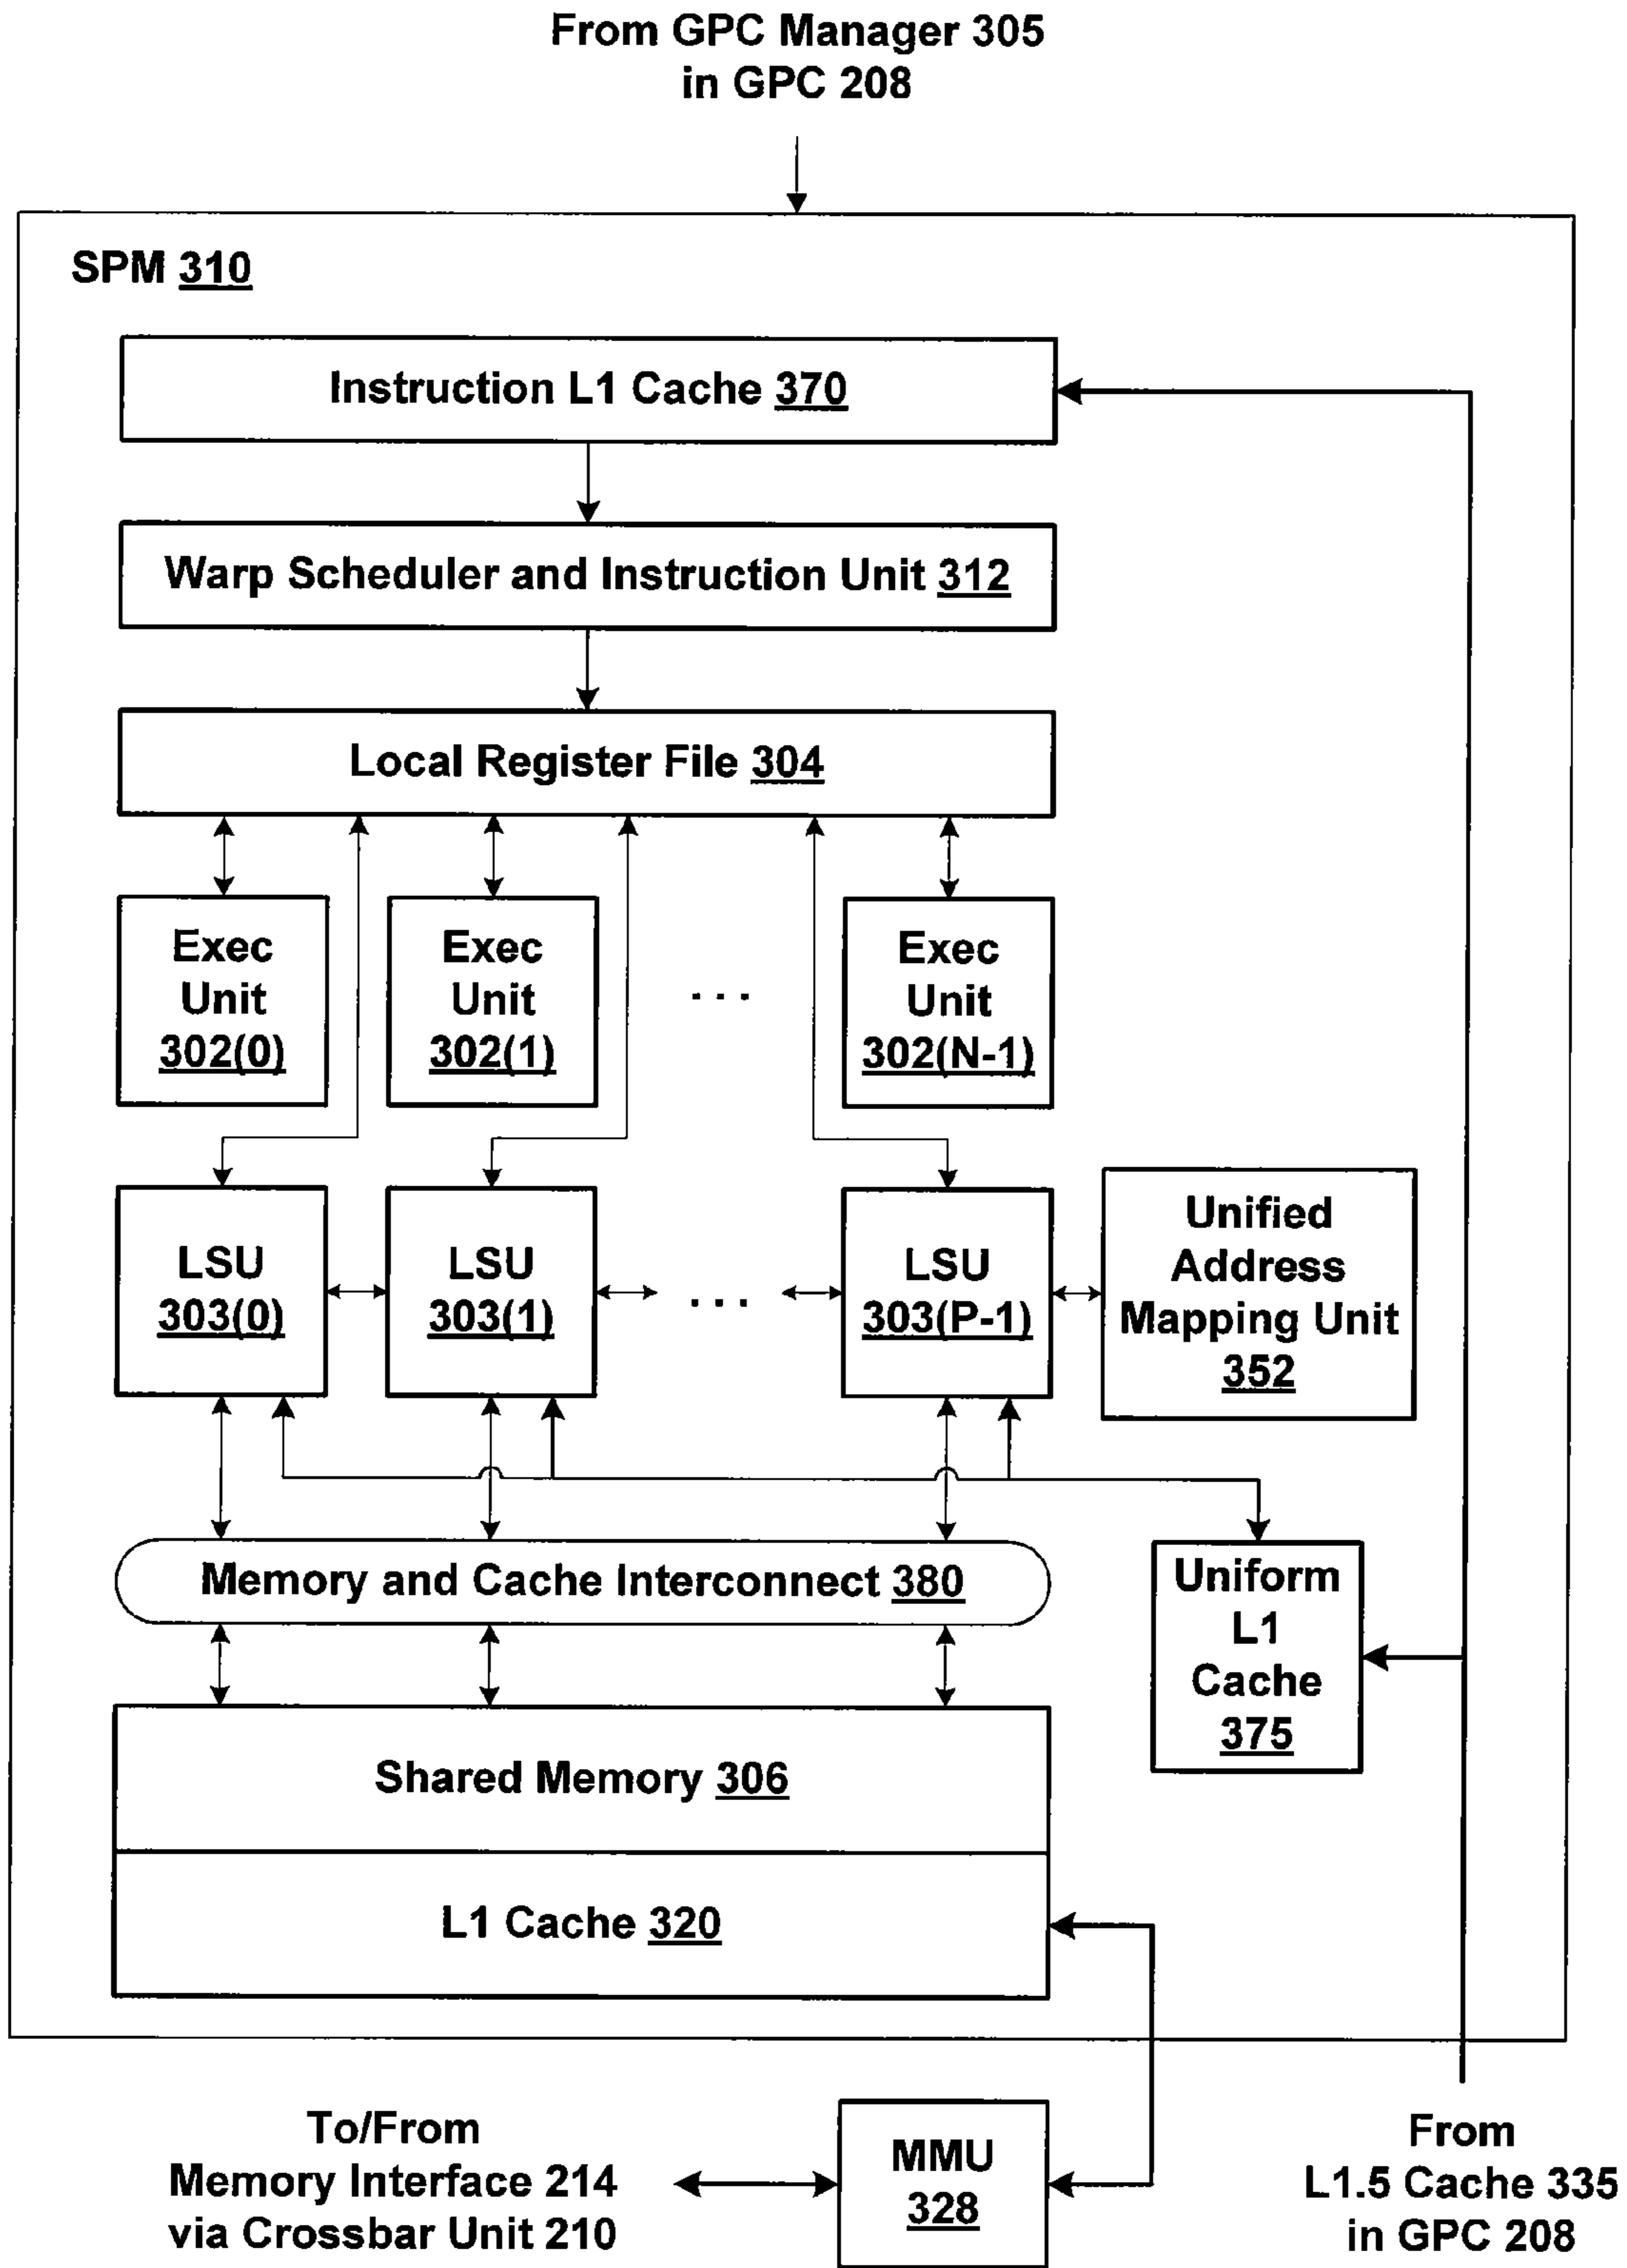 From GPC Manager 305
in GPC 208
SPM 310
Instruction L1 Cache 370
Warp Scheduler and Instruction Unit 312
Local Register File 304
Exec
Unit
302(0)
Exec
Unit
302(1)
. . .
Exec
Unit
302(N-1)
LSU
303(0)
LSU
303(1)
. . .
LSU
303(P-1)
Unified
Address
Mapping Unit
352
Memory and Cache Interconnect 380
Uniform
L1
Cache
375
Shared Memory 306
L1 Cache 320
To/From
Memory Interface 214
via Crossbar Unit 210
MMU
328
From
L1.5 Cache 335
in GPC 208